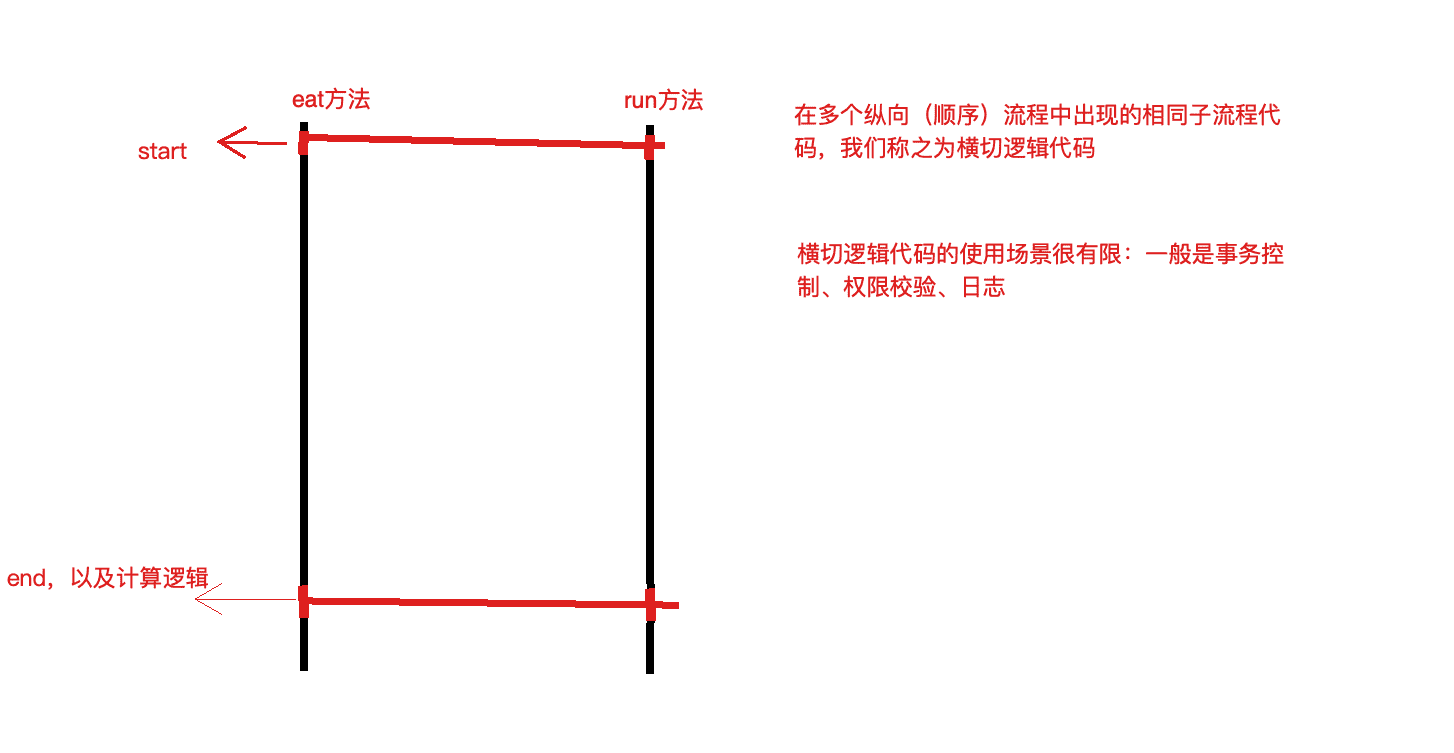 eat方法
run方法
start
在多个纵向（顺序）流程中出现的相同子流程代
码，我们称之为横切逻辑代码
横切逻辑代码的使用场景很有限：一般是事务控
制、权限校验、日志
end，以及计算逻辑